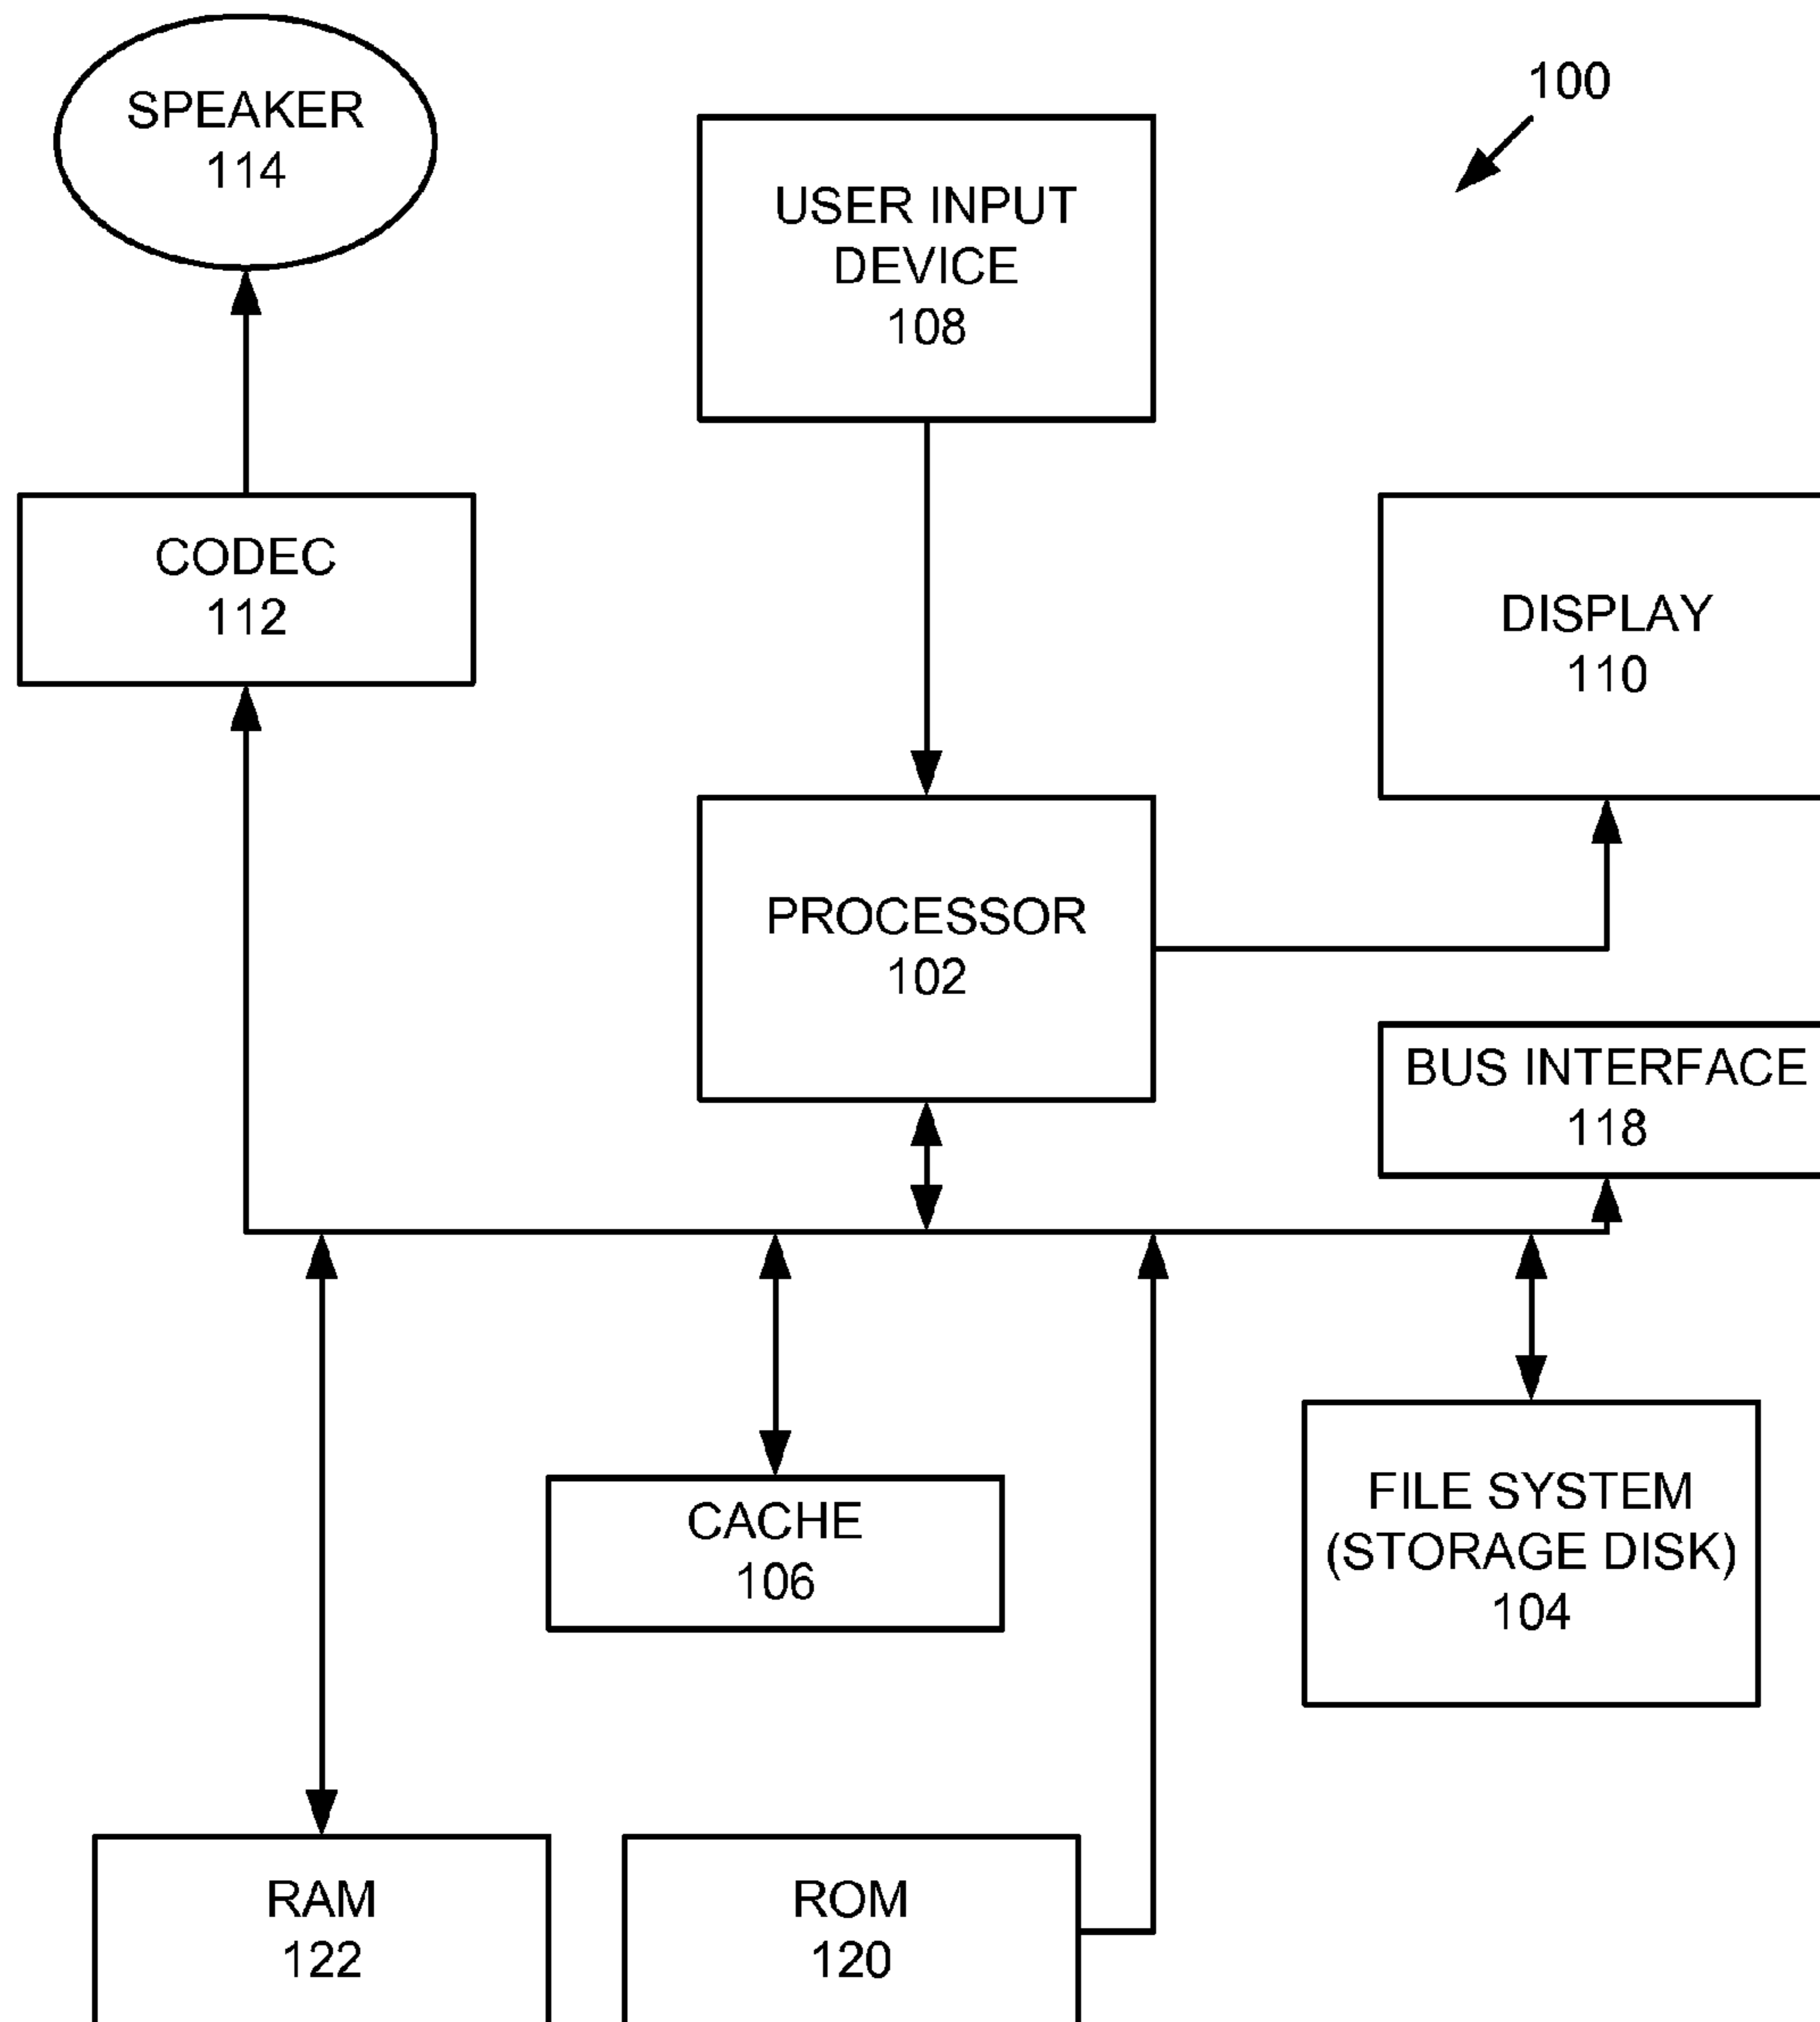 SPEAKER
114
100
USER INPUT
DEVICE
108
CODEC
112
DISPLAY
110
PROCESSOR
102
BUS INTERFACE
118
CACHE
106
FILE SYSTEM
(STORAGE DISK)
104
RAM
122
ROM
120